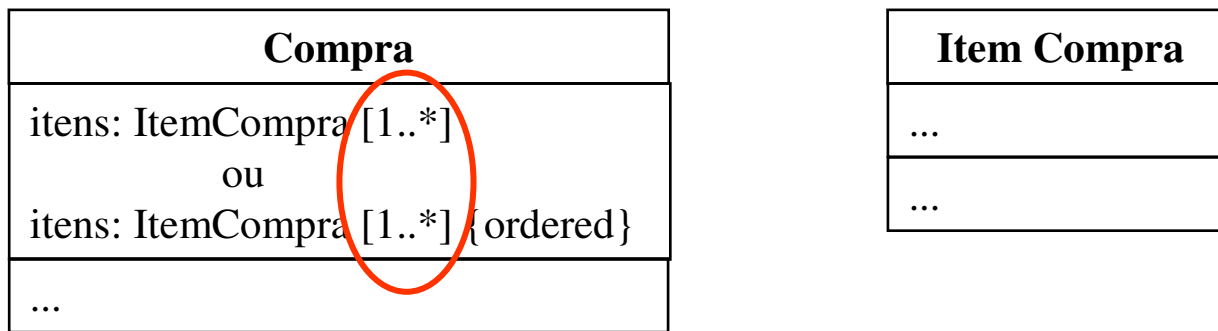 Compra
itens: ItemCompra [1..*]
ou
itens: ItemCompra [1..*] {ordered}
...
Item Compra
...
...